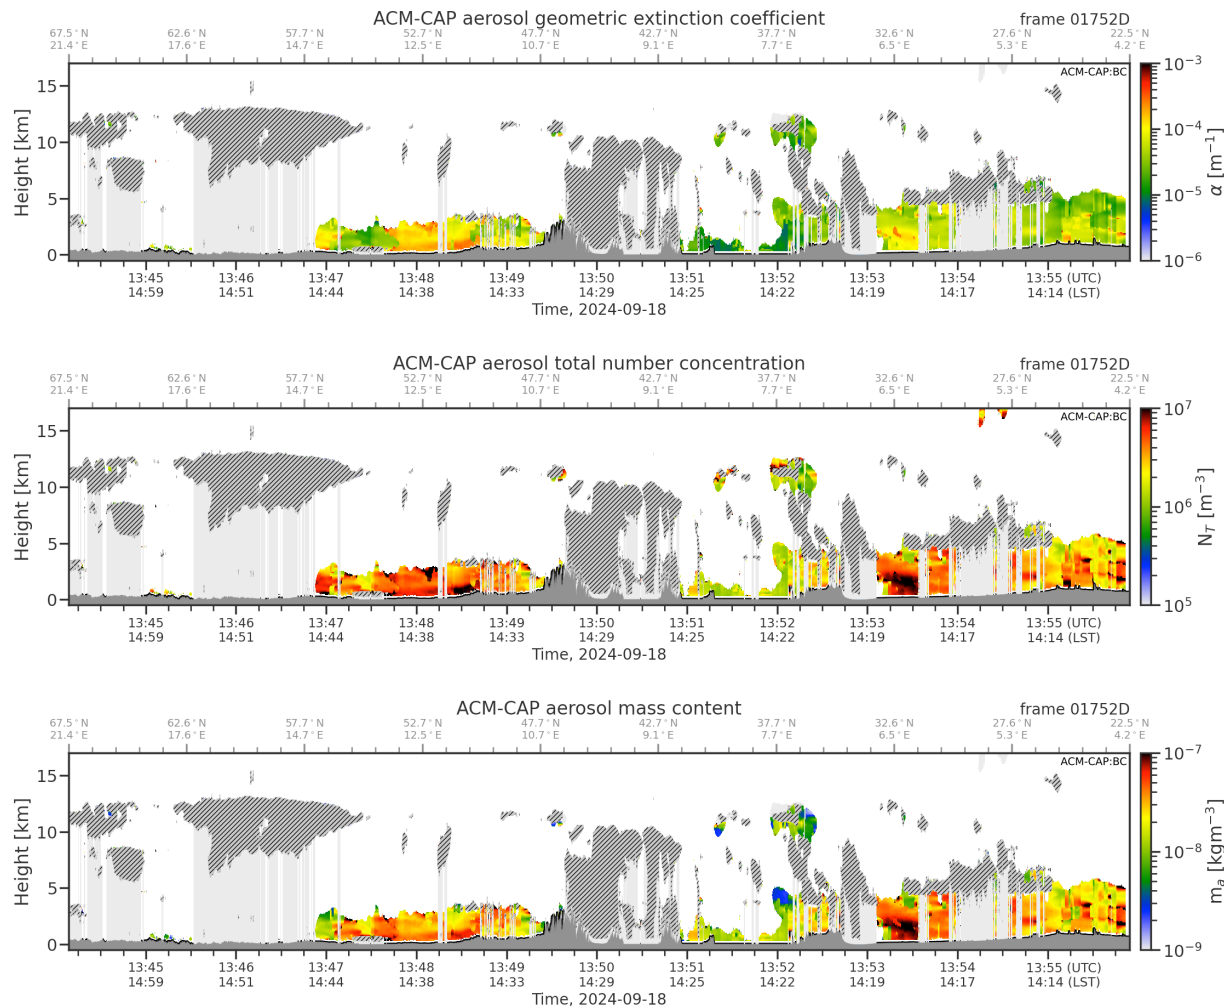 ACM-CAP aerosol geometric extinction coefficient
frame 01752D
67.5°N 62.6°N 57.7°N 52.7°N 47.7°N 42.7°N 37.7°N 32.6°N 27.6°N 22.5°N
21.4°E 17.6°E 14.7°E 12.5°E 10.7°E 9.1°E 7.7°E 6.5°E 5.3°E 4.2°E
ACM-CAP:BC
Height [km]
15
10
5
0
10⁻³
10⁻⁴
10⁻⁵
10⁻⁶
α [m⁻¹]
13:45 13:46 13:47 13:48 13:49 13:50 13:51 13:52 13:53 13:54 13:55 (UTC)
14:59 14:51 14:44 14:38 14:33 14:29 14:25 14:22 14:19 14:17 14:14 (LST)
Time, 2024-09-18
ACM-CAP aerosol total number concentration
frame 01752D
67.5°N 62.6°N 57.7°N 52.7°N 47.7°N 42.7°N 37.7°N 32.6°N 27.6°N 22.5°N
21.4°E 17.6°E 14.7°E 12.5°E 10.7°E 9.1°E 7.7°E 6.5°E 5.3°E 4.2°E
ACM-CAP:BC
Height [km]
15
10
5
0
10⁷
10⁶
10⁵
N_T [m⁻³]
13:45 13:46 13:47 13:48 13:49 13:50 13:51 13:52 13:53 13:54 13:55 (UTC)
14:59 14:51 14:44 14:38 14:33 14:29 14:25 14:22 14:19 14:17 14:14 (LST)
Time, 2024-09-18
ACM-CAP aerosol mass content
frame 01752D
67.5°N 62.6°N 57.7°N 52.7°N 47.7°N 42.7°N 37.7°N 32.6°N 27.6°N 22.5°N
21.4°E 17.6°E 14.7°E 12.5°E 10.7°E 9.1°E 7.7°E 6.5°E 5.3°E 4.2°E
ACM-CAP:BC
Height [km]
15
10
5
0
10⁻⁷
10⁻⁸
10⁻⁹
m_a [kgm⁻³]
13:45 13:46 13:47 13:48 13:49 13:50 13:51 13:52 13:53 13:54 13:55 (UTC)
14:59 14:51 14:44 14:38 14:33 14:29 14:25 14:22 14:19 14:17 14:14 (LST)
Time, 2024-09-18